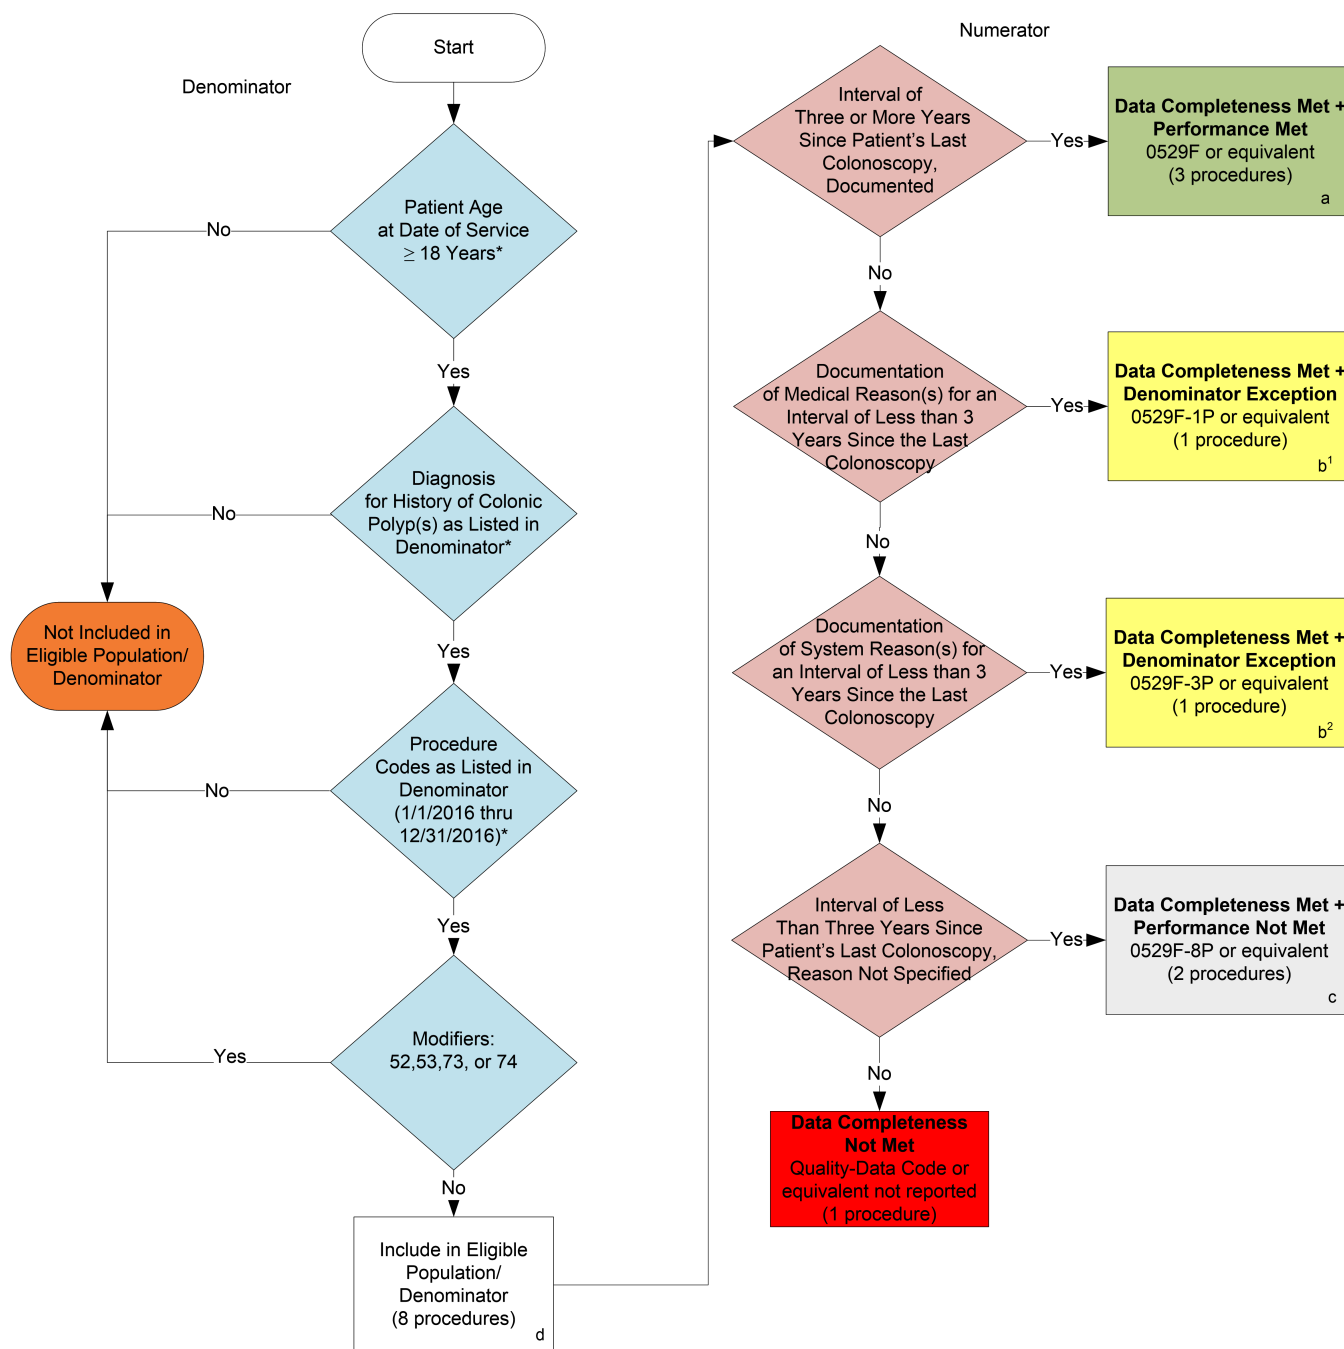 Start
Denominator
Patient Age
at Date of Service
≥ 18 Years*
No
Yes
Diagnosis
for History of Colonic
Polyp(s) as Listed in
Denominator*
No
Not Included in
Eligible Population/
Denominator
Yes
Procedure
Codes as Listed in
Denominator
(1/1/2016 thru
12/31/2016)*
No
Yes
Modifiers:
52,53,73, or 74
Yes
No
Include in Eligible
Population/
Denominator
(8 procedures)
d
Numerator
Interval of
Three or More Years
Since Patient’s Last
Colonoscopy,
Documented
Yes
Data Completeness Met +
Performance Met
0529F or equivalent
(3 procedures)
a
No
Documentation
of Medical Reason(s) for an
Interval of Less than 3
Years Since the Last
Colonoscopy
Yes
Data Completeness Met +
Denominator Exception
0529F-1P or equivalent
(1 procedure)
b¹
No
Documentation
of System Reason(s) for
an Interval of Less than 3
Years Since the Last
Colonoscopy
Yes
Data Completeness Met +
Denominator Exception
0529F-3P or equivalent
(1 procedure)
b²
No
Interval of Less
Than Three Years Since
Patient’s Last Colonoscopy,
Reason Not Specified
Yes
Data Completeness Met +
Performance Not Met
0529F-8P or equivalent
(2 procedures)
c
No
Data Completeness
Not Met
Quality-Data Code or
equivalent not reported
(1 procedure)